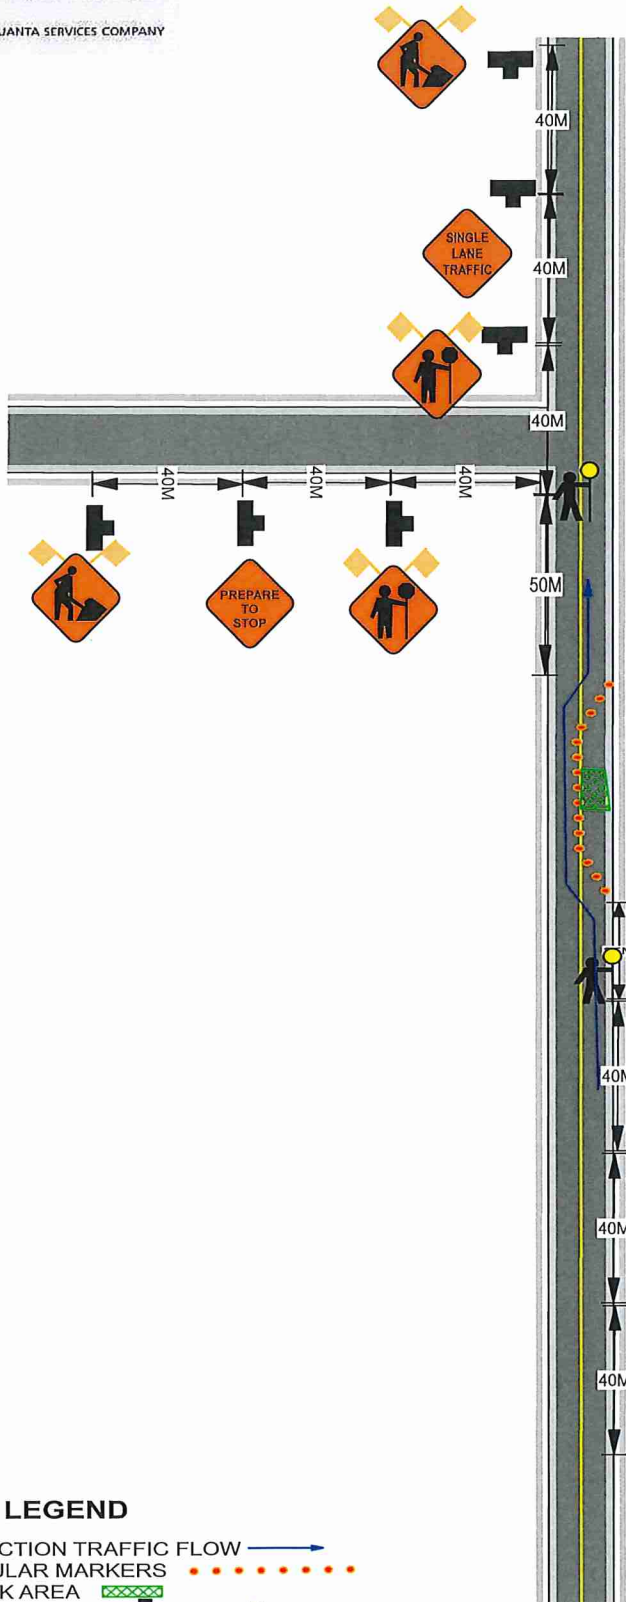 UANTA SERVICES COMPANY
40M
SINGLE
LANE
TRAFFIC
40M
40M
40M
40M
40M
PREPARE
TO
STOP
50M
40M
40M
40M
LEGEND
CTION TRAFFIC FLOW
ULAR MARKERS
K AREA